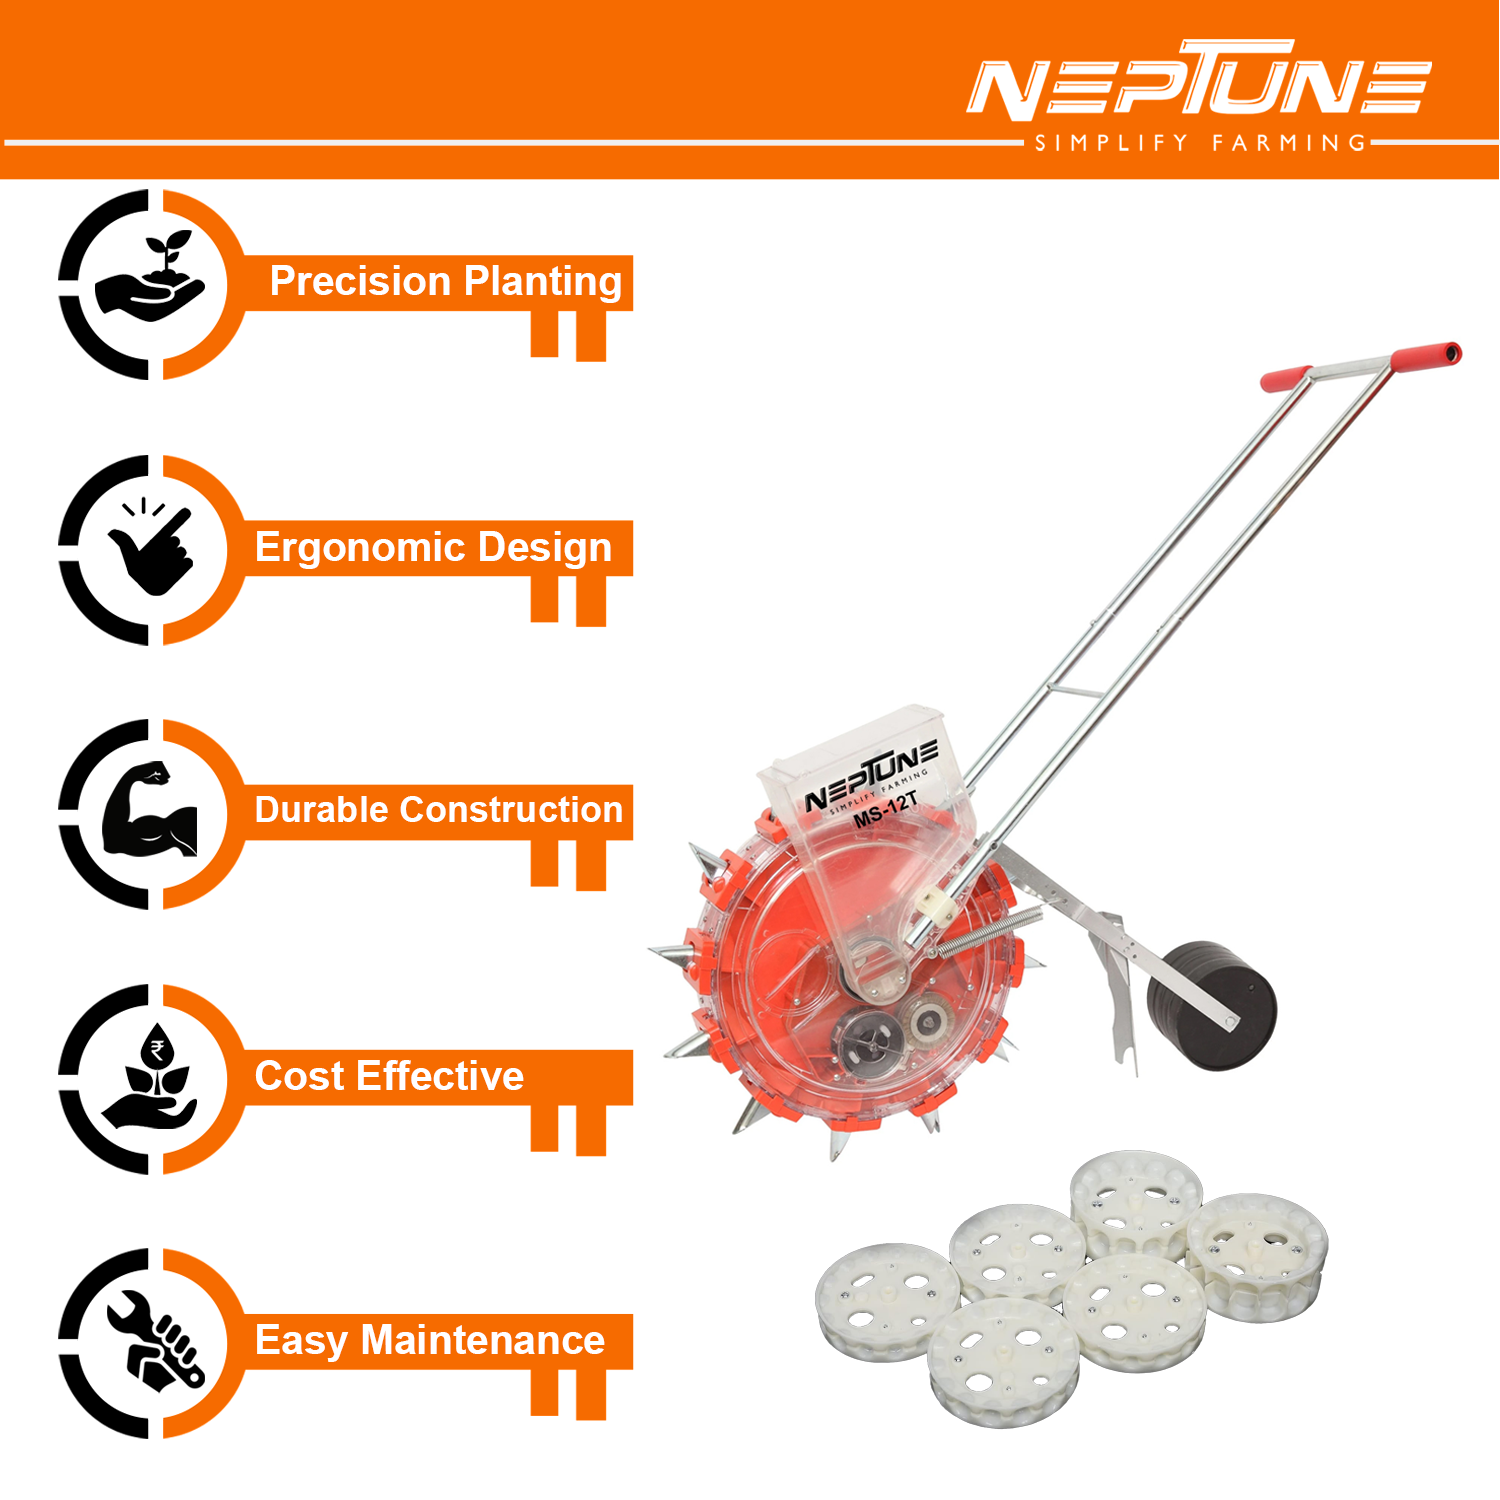 NEPTUNE
SIMPLIFY FARMING
Precision Planting
Ergonomic Design
Durable Construction
₹
Cost Effective
Easy Maintenance
NEPTUNE
SIMPLIFY FARMING
MS-12T